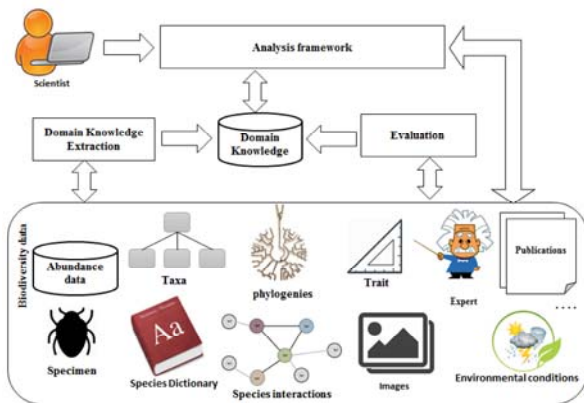 Analysis framework
Scientist
Domain Knowledge
Extraction
Domain
Knowledge
Evaluation
Biodiversity data
Abundance
data
Taxa
phylogenies
Trait
Expert
Publications
....
Specimen
Aa
Species Dictionary
Species interactions
Images
Environmental conditions